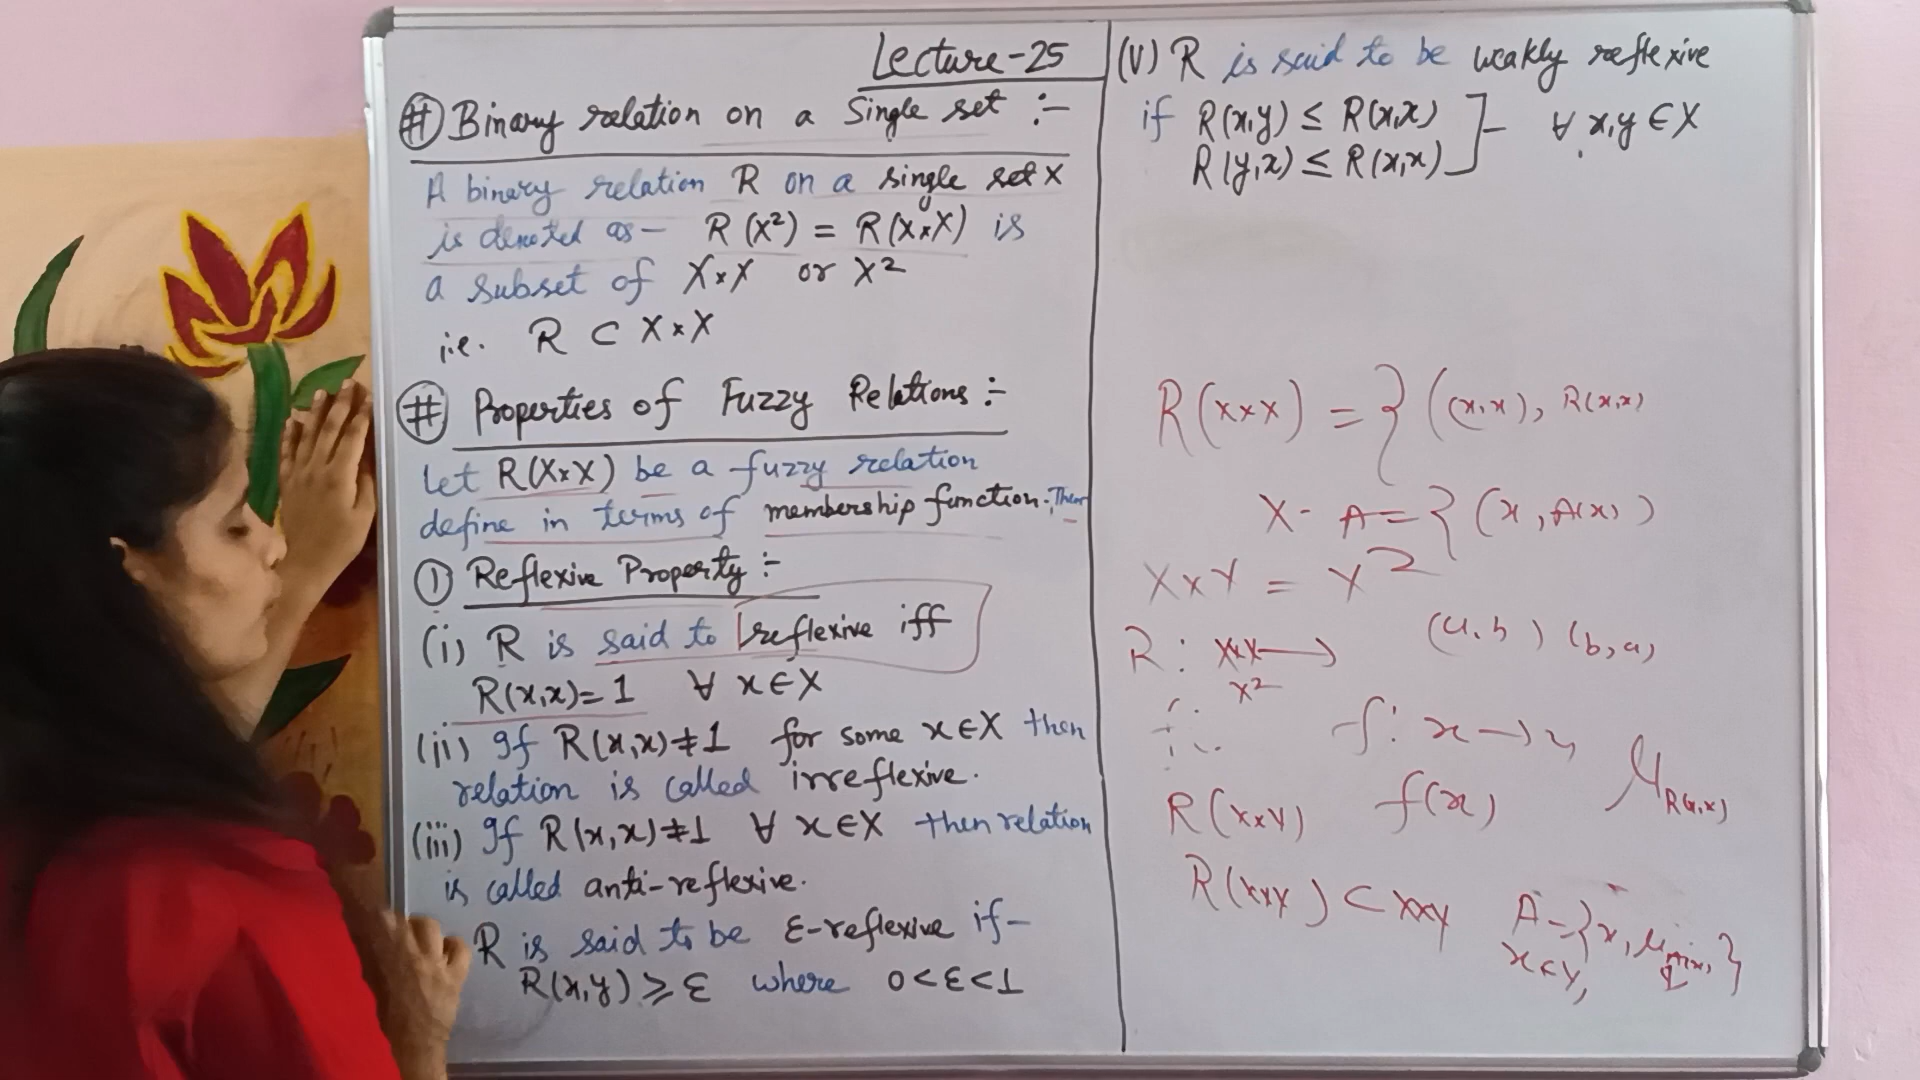 Lecture-25
# Binary relation on a Single set :-
A binary relation R on a single set X
is denoted as - R (X²) = R(X×X) is
a subset of X×X or X²
i.e. R ⊂ X×X
# Properties of Fuzzy Relations :-
Let R(X×X) be a fuzzy relation
define in terms of membership function. Then
① Reflexive Property :-
(i) R is said to reflexive iff
R(x,x)=1 ∀ x∈X
(ii) If R(x,x)≠1 for some x∈X then
relation is called irreflexive.
(iii) If R(x,x)≠1 ∀ x∈X then relation
is called anti-reflexive.
R is said to be ε-reflexive if-
R(x,y) ⩾ ε where 0<ε<1
(V) R is said to be weakly reflexive
if R(x,y) ≤ R(x,x) ]- ∀ x,y ∈ X
R(y,x) ≤ R(x,x)
R(X×X) = { ((x,x), R(x,x)
X - A = { (x, A(x))
X×Y = Y²
R : X×X → (a,b) (b,a)
X²
f: x → y
μR(x,x)
R(X×Y) f(x)
R(X×Y) ⊂ X×Y